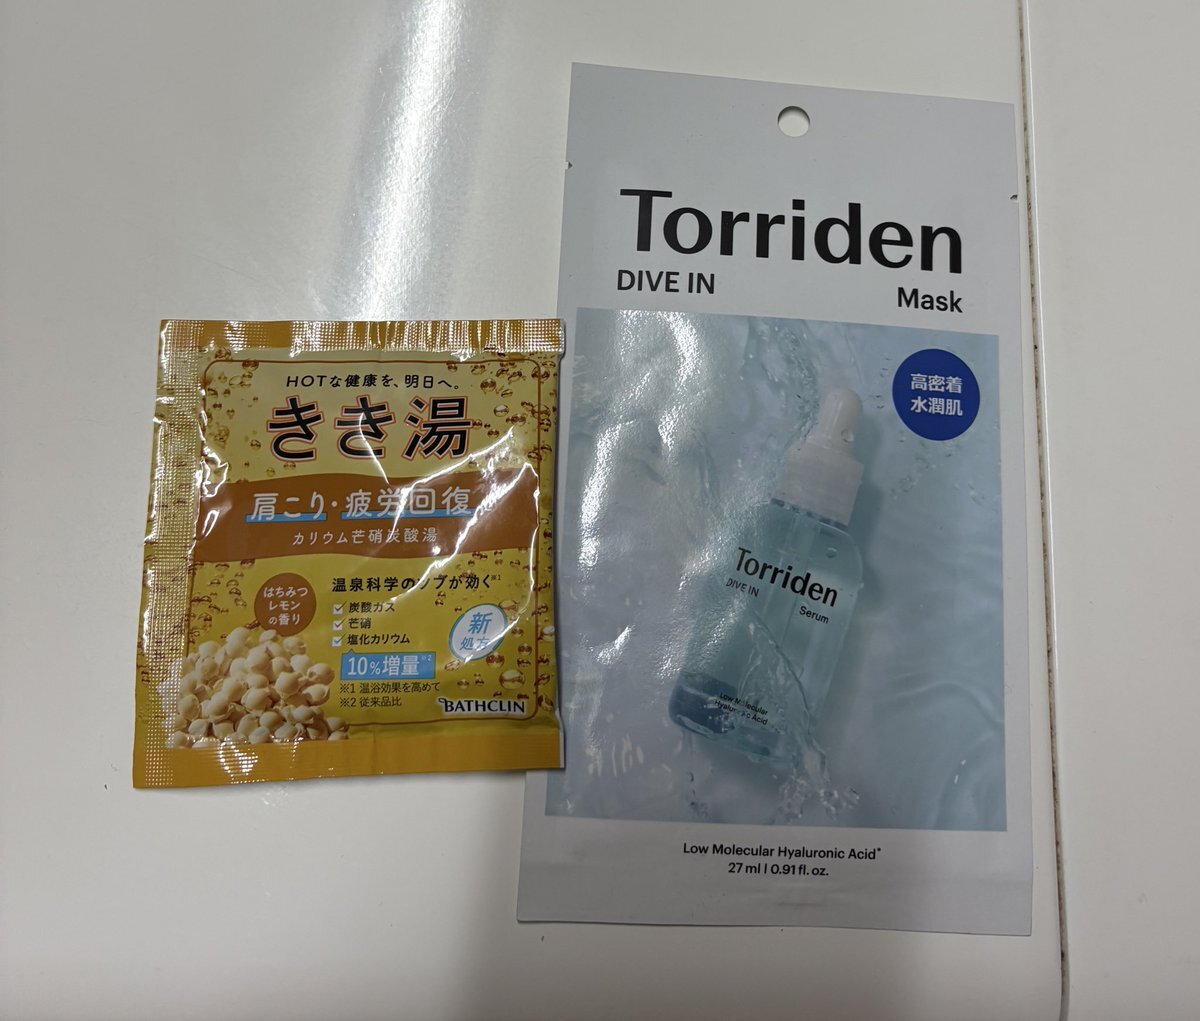 HOTな健康を、明日へ。
きき湯
肩こり・疲労回復
カリウム芒硝炭酸湯
はちみつ
レモン
の香り
温泉科学のツブが効く※1
炭酸ガス
芒硝
塩化カリウム
10%増量※2
※1 温浴効果を高めて
※2 従来品比
新
処方
BATHCLIN
Torriden
DIVE IN
Mask
高密着
水潤肌
Torriden
DIVE IN
Serum
Low Molecular
Hyaluronic Acid
Low Molecular Hyaluronic Acid*
27 ml | 0.91 fl. oz.